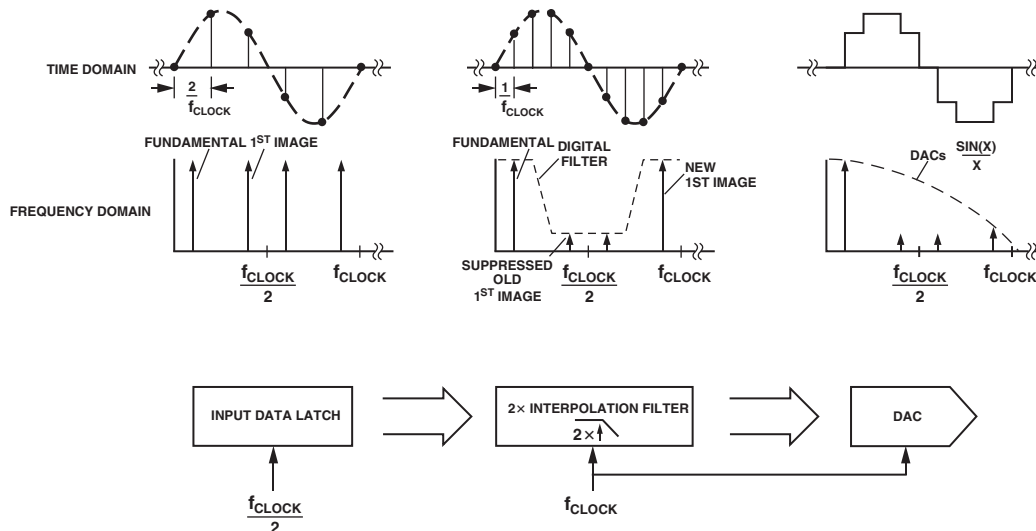 TIME DOMAIN
2
fCLOCK
1
fCLOCK
FUNDAMENTAL 1ST IMAGE
FUNDAMENTAL
DIGITAL
FILTER
NEW
1ST IMAGE
DACs
SIN(X)
X
FREQUENCY DOMAIN
fCLOCK
2
fCLOCK
SUPPRESSED
OLD
1ST IMAGE
fCLOCK
2
fCLOCK
fCLOCK
2
fCLOCK
INPUT DATA LATCH
2× INTERPOLATION FILTER
2×
DAC
fCLOCK
2
fCLOCK